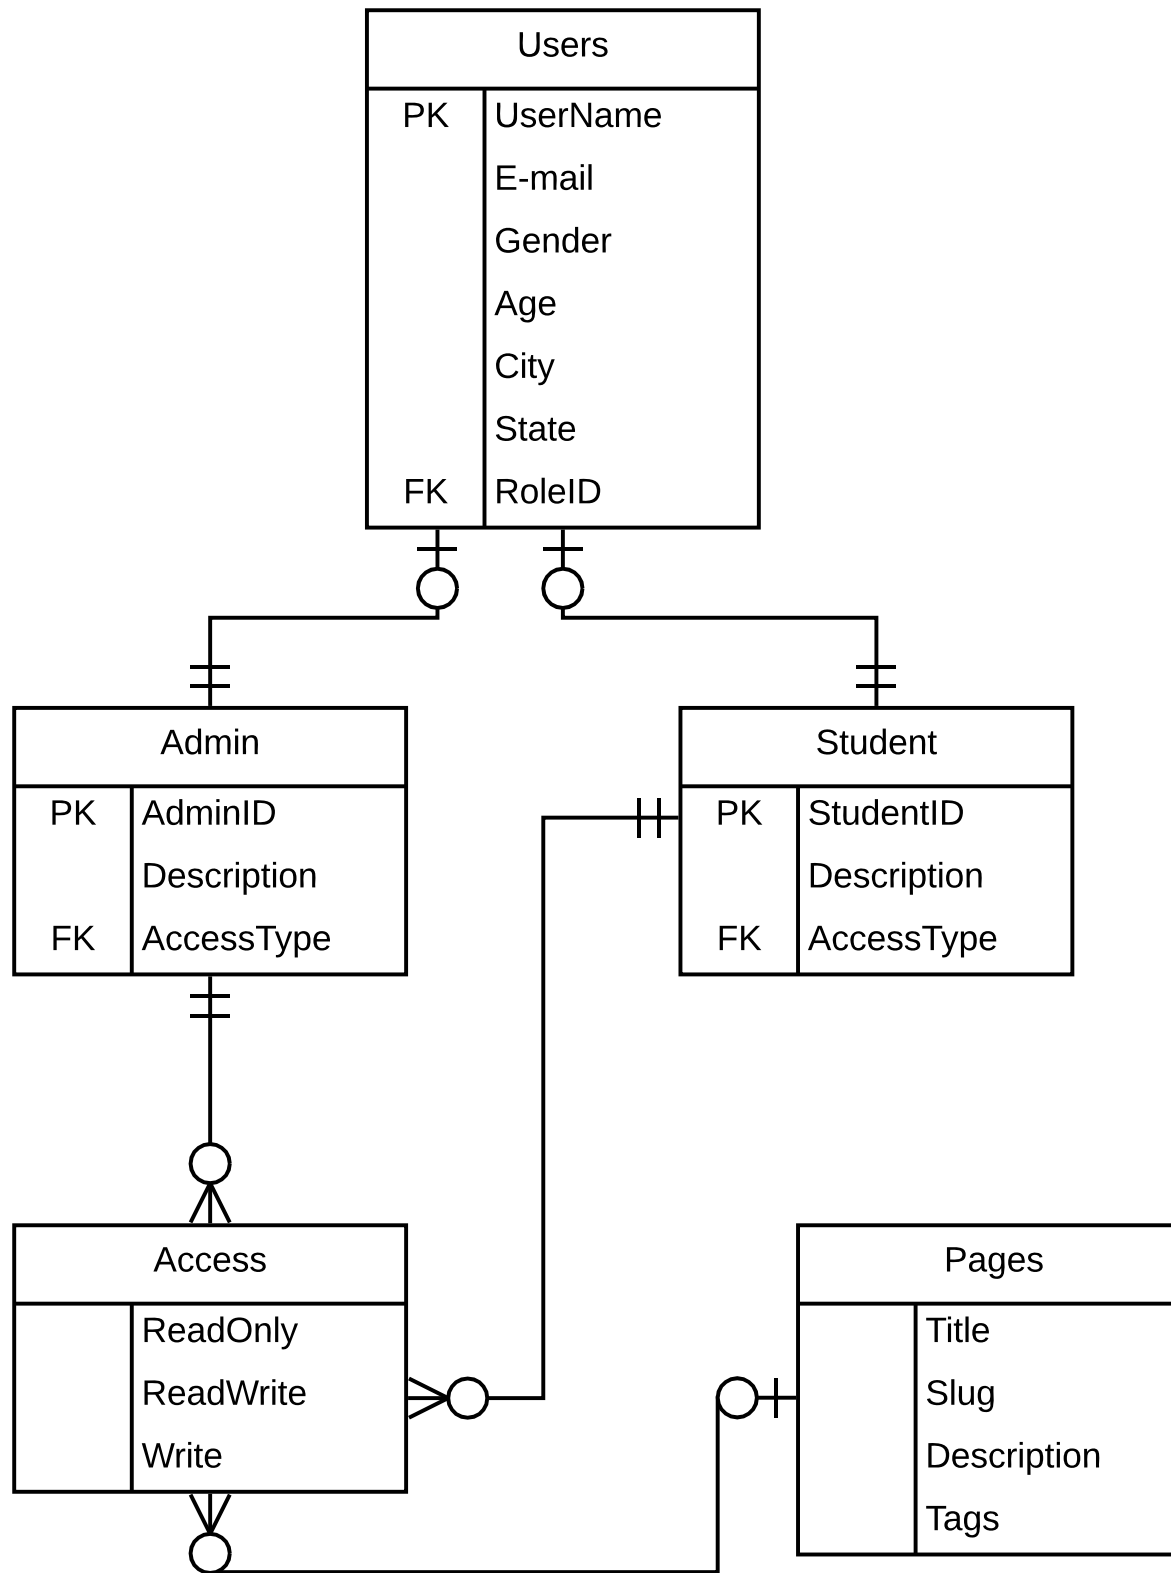 Users
PK UserName
E-mail
Gender
Age
City
State
FK RoleID
Admin
PK AdminID
Description
FK AccessType
Student
PK StudentID
Description
FK AccessType
Access
ReadOnly
ReadWrite
Write
Pages
Title
Slug
Description
Tags